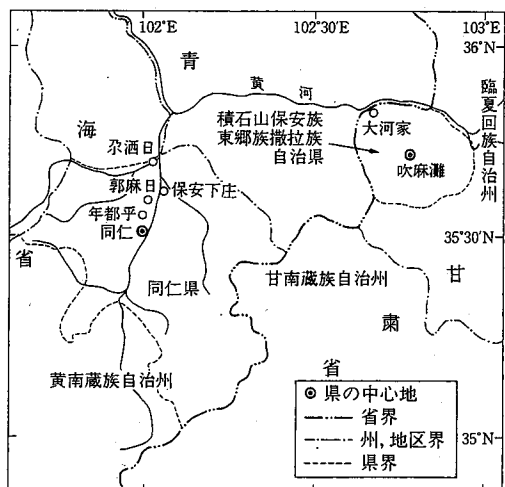 102°E
102°30′E
103°E
36°N
青
黄
河
積石山保安族
東郷族撒拉族
自治県
大河家
臨夏回族自治州
海
尕洒日
吹麻灘
郭麻日
保安下庄
年都乎
同仁
35°30′N
省
同仁県
甘南蔵族自治州
甘
粛
黄南蔵族自治州
省
県の中心地
省界
州,地区界
県界
35°N